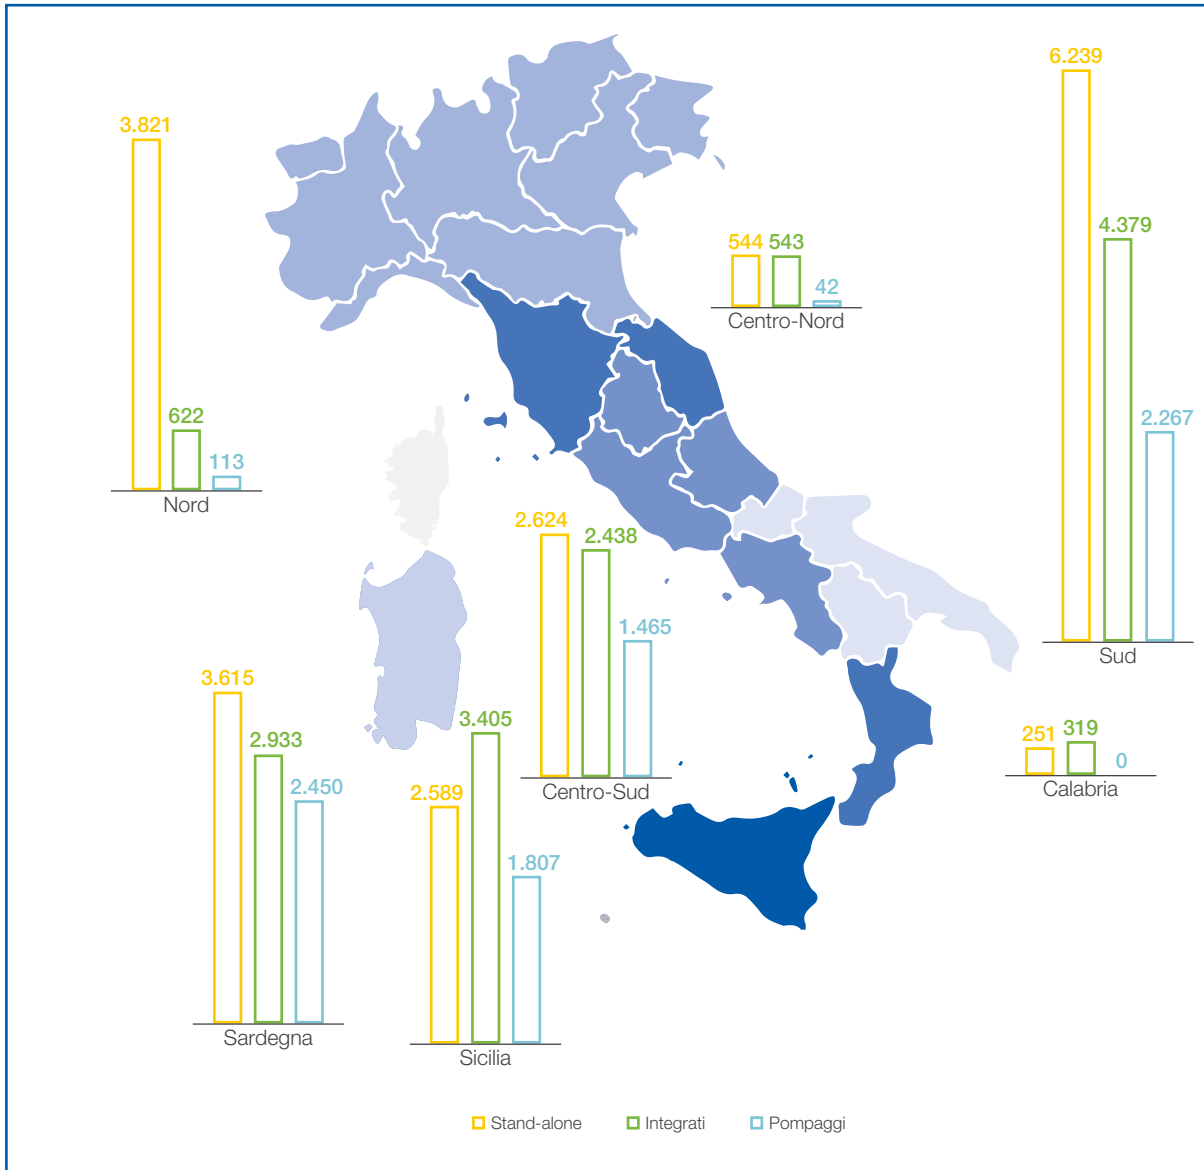 6.239
4.379
2.267
Sud
3.821
622
113
Nord
544 543
42
Centro-Nord
2.624
2.438
1.465
Centro-Sud
3.615
2.933
2.450
Sardegna
3.405
2.589
1.807
Sicilia
251 319
0
Calabria
Stand-alone Integrati Pompaggi